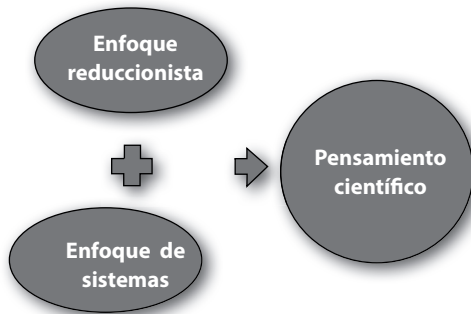 Enfoque
reduccionista
Enfoque de
sistemas
Pensamiento
científico